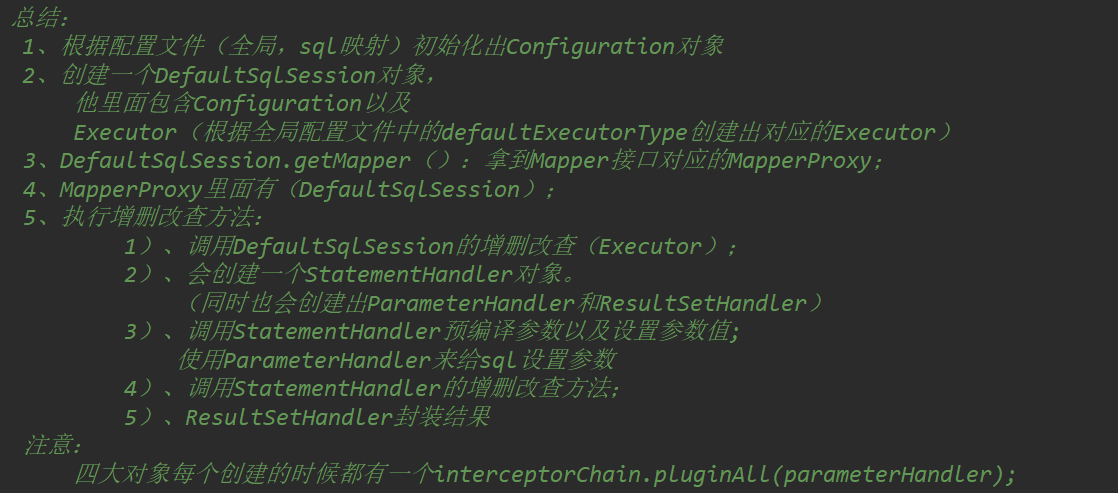 总结：
1、根据配置文件（全局，sql映射）初始化出Configuration对象
2、创建一个DefaultSqlSession对象，
他里面包含Configuration以及
Executor（根据全局配置文件中的defaultExecutorType创建出对应的Executor）
3、DefaultSqlSession.getMapper（）：拿到Mapper接口对应的MapperProxy；
4、MapperProxy里面有（DefaultSqlSession）；
5、执行增删改查方法：
1）、调用DefaultSqlSession的增删改查（Executor）；
2）、会创建一个StatementHandler对象。
（同时也会创建出ParameterHandler和ResultSetHandler）
3）、调用StatementHandler预编译参数以及设置参数值;
使用ParameterHandler来给sql设置参数
4）、调用StatementHandler的增删改查方法；
5）、ResultSetHandler封装结果
注意：
四大对象每个创建的时候都有一个interceptorChain.pluginAll(parameterHandler);